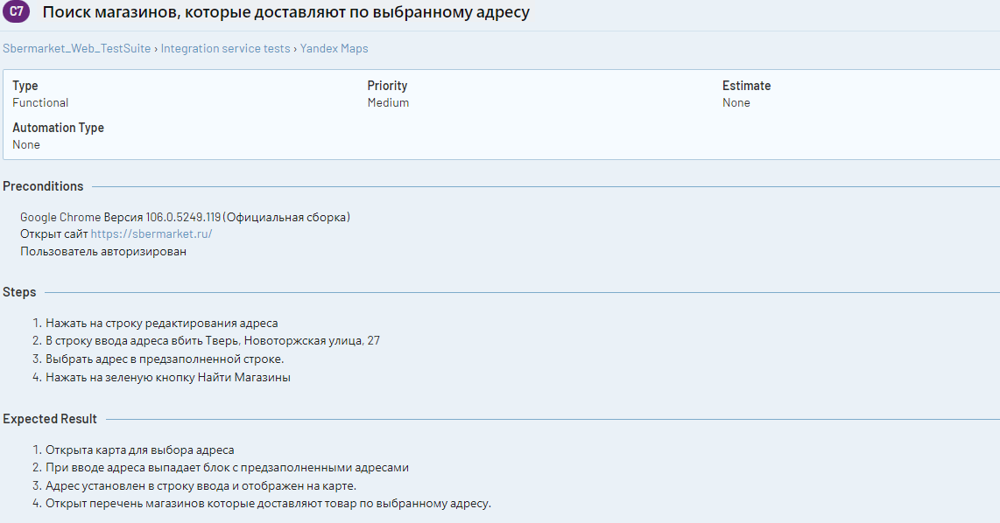 C7 Поиск магазинов, которые доставляют по выбранному адресу
Sbermarket_Web_TestSuite › Integration service tests › Yandex Maps
Type Priority Estimate
Functional Medium None
Automation Type
None
Preconditions
Google Chrome Версия 106.0.5249.119 (Официальная сборка)
Открыт сайт https://sbermarket.ru/
Пользователь авторизирован
Steps
1. Нажать на строку редактирования адреса
2. В строку ввода адреса вбить Тверь, Новоторжская улица, 27
3. Выбрать адрес в предзаполненной строке.
4. Нажать на зеленую кнопку Найти Магазины
Expected Result
1. Открыта карта для выбора адреса
2. При вводе адреса выпадает блок с предзаполненными адресами
3. Адрес установлен в строку ввода и отображен на карте.
4. Открыт перечень магазинов которые доставляют товар по выбранному адресу.